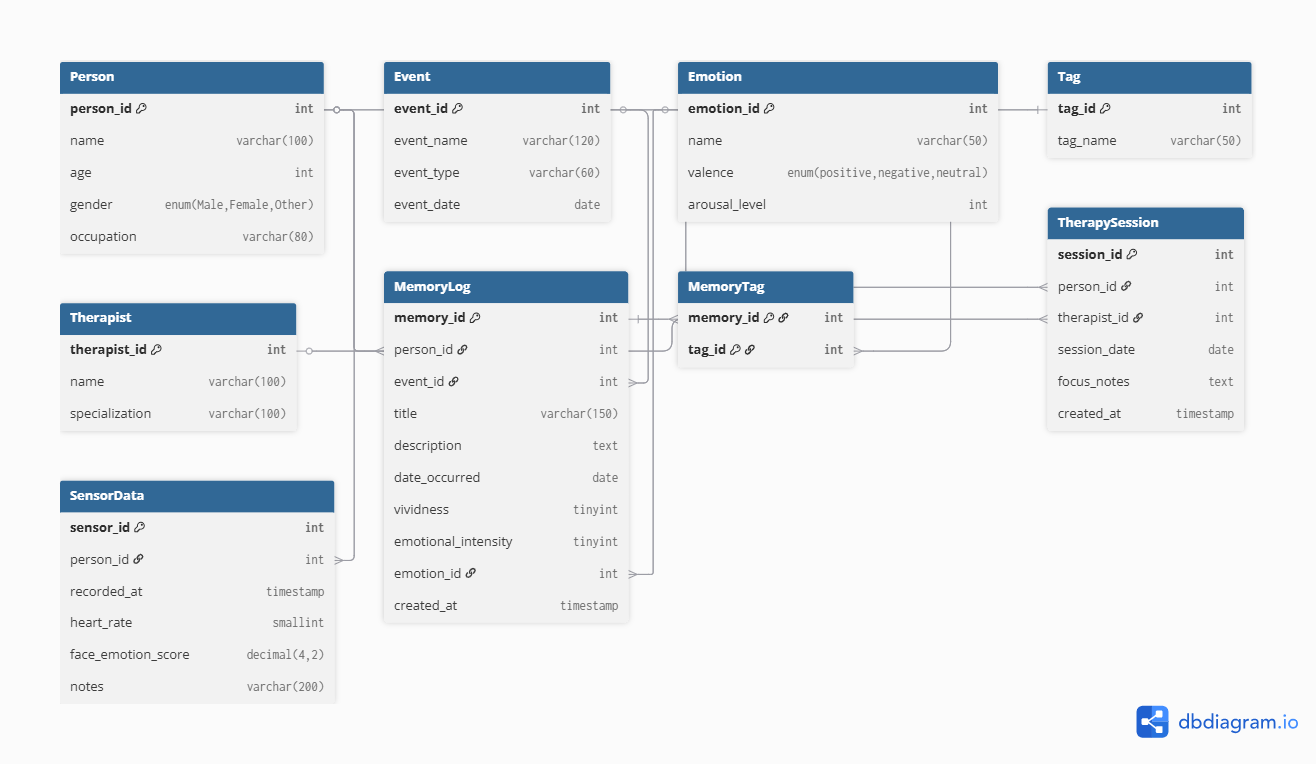 Person
person_id int
name varchar(100)
age int
gender enum(Male,Female,Other)
occupation varchar(80)
Event
event_id int
event_name varchar(120)
event_type varchar(60)
event_date date
Emotion
emotion_id int
name varchar(50)
valence enum(positive,negative,neutral)
arousal_level int
Tag
tag_id int
tag_name varchar(50)
Therapist
therapist_id int
name varchar(100)
specialization varchar(100)
MemoryLog
memory_id int
person_id int
event_id int
title varchar(150)
description text
date_occurred date
vividness tinyint
emotional_intensity tinyint
emotion_id int
created_at timestamp
MemoryTag
memory_id int
tag_id int
TherapySession
session_id int
person_id int
therapist_id int
session_date date
focus_notes text
created_at timestamp
SensorData
sensor_id int
person_id int
recorded_at timestamp
heart_rate smallint
face_emotion_score decimal(4,2)
notes varchar(200)
dbdiagram.io